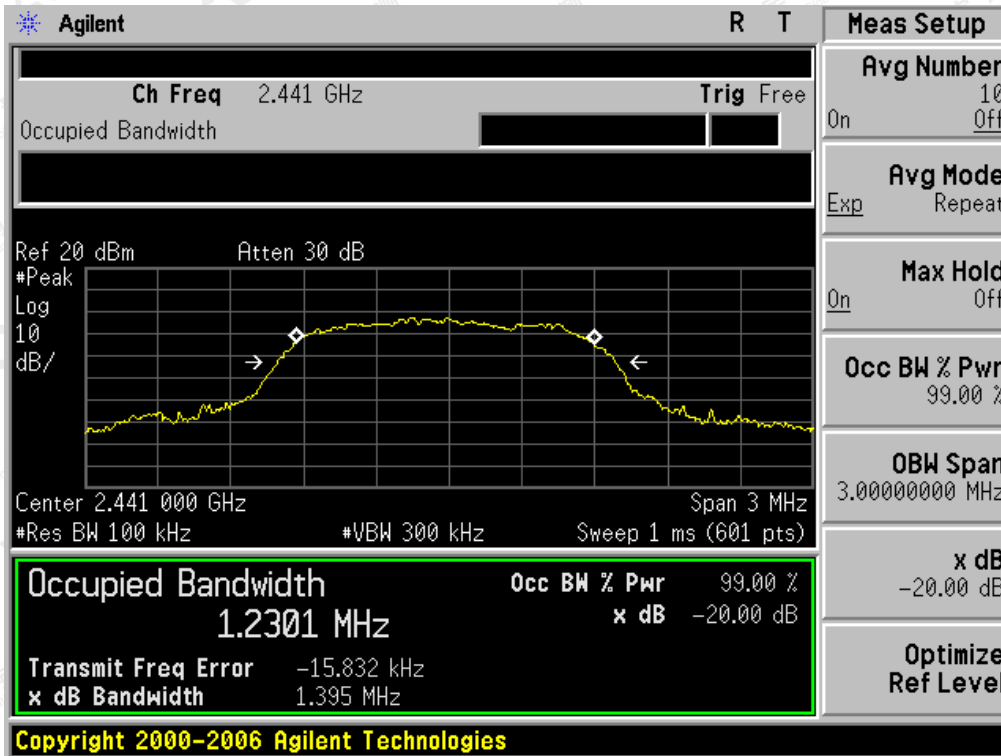 Agilent R T
Ch Freq 2.441 GHz Trig Free
Occupied Bandwidth
Ref 20 dBm Atten 30 dB
#Peak
Log
10
dB/
Center 2.441 000 GHz Span 3 MHz
#Res BW 100 kHz #VBW 300 kHz Sweep 1 ms (601 pts)
Occupied Bandwidth Occ BW % Pwr 99.00 %
1.2301 MHz x dB -20.00 dB
Transmit Freq Error -15.832 kHz
x dB Bandwidth 1.395 MHz
Copyright 2000-2006 Agilent Technologies
Meas Setup
Avg Number
10
On Off
Avg Mode
Exp Repeat
Max Hold
On Off
Occ BW % Pwr
99.00 %
OBW Span
3.00000000 MHz
x dB
-20.00 dB
Optimize
Ref Level